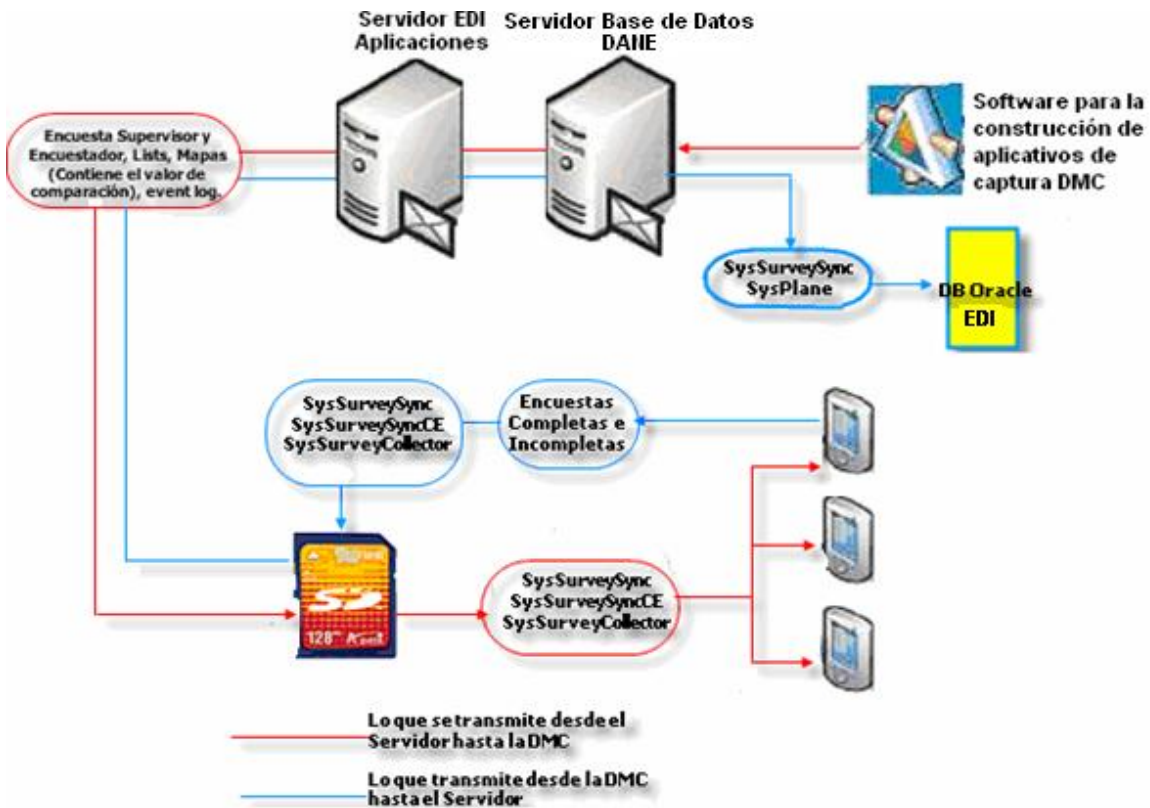 Servidor EDI
Aplicaciones
Servidor Base de Datos
DANE
Software para la
construcción de
aplicativos de
captura DMC
Encuesta Supervisor y
Encuestador, Lists, Mapas
(Contiene el valor de
comparación), event log.
SysSurveySync
SysPlane
DB Oracle
EDI
SysSurveySync
SysSurveySyncCE
SysSurveyCollector
Encuestas
Completas e
Incompletas
SD
128
SysSurveySync
SysSurveySyncCE
SysSurveyCollector
Lo que se transmite desde el
Servidor hasta la DMC
Lo que transmite desde la DMC
hasta el Servidor